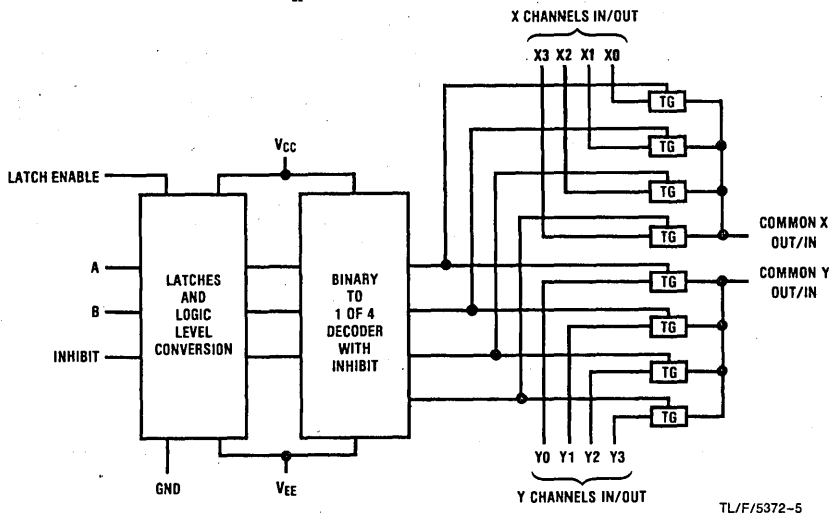 X CHANNELS IN/OUT
X3 X2 X1 X0
TG
TG
TG
TG
COMMON X
OUT/IN
COMMON Y
OUT/IN
TG
TG
TG
TG
VCC
LATCH ENABLE
A
B
INHIBIT
LATCHES
AND
LOGIC
LEVEL
CONVERSION
BINARY
TO
1 OF 4
DECODER
WITH
INHIBIT
GND
VEE
Y0 Y1 Y2 Y3
Y CHANNELS IN/OUT
TL/F/5372-5